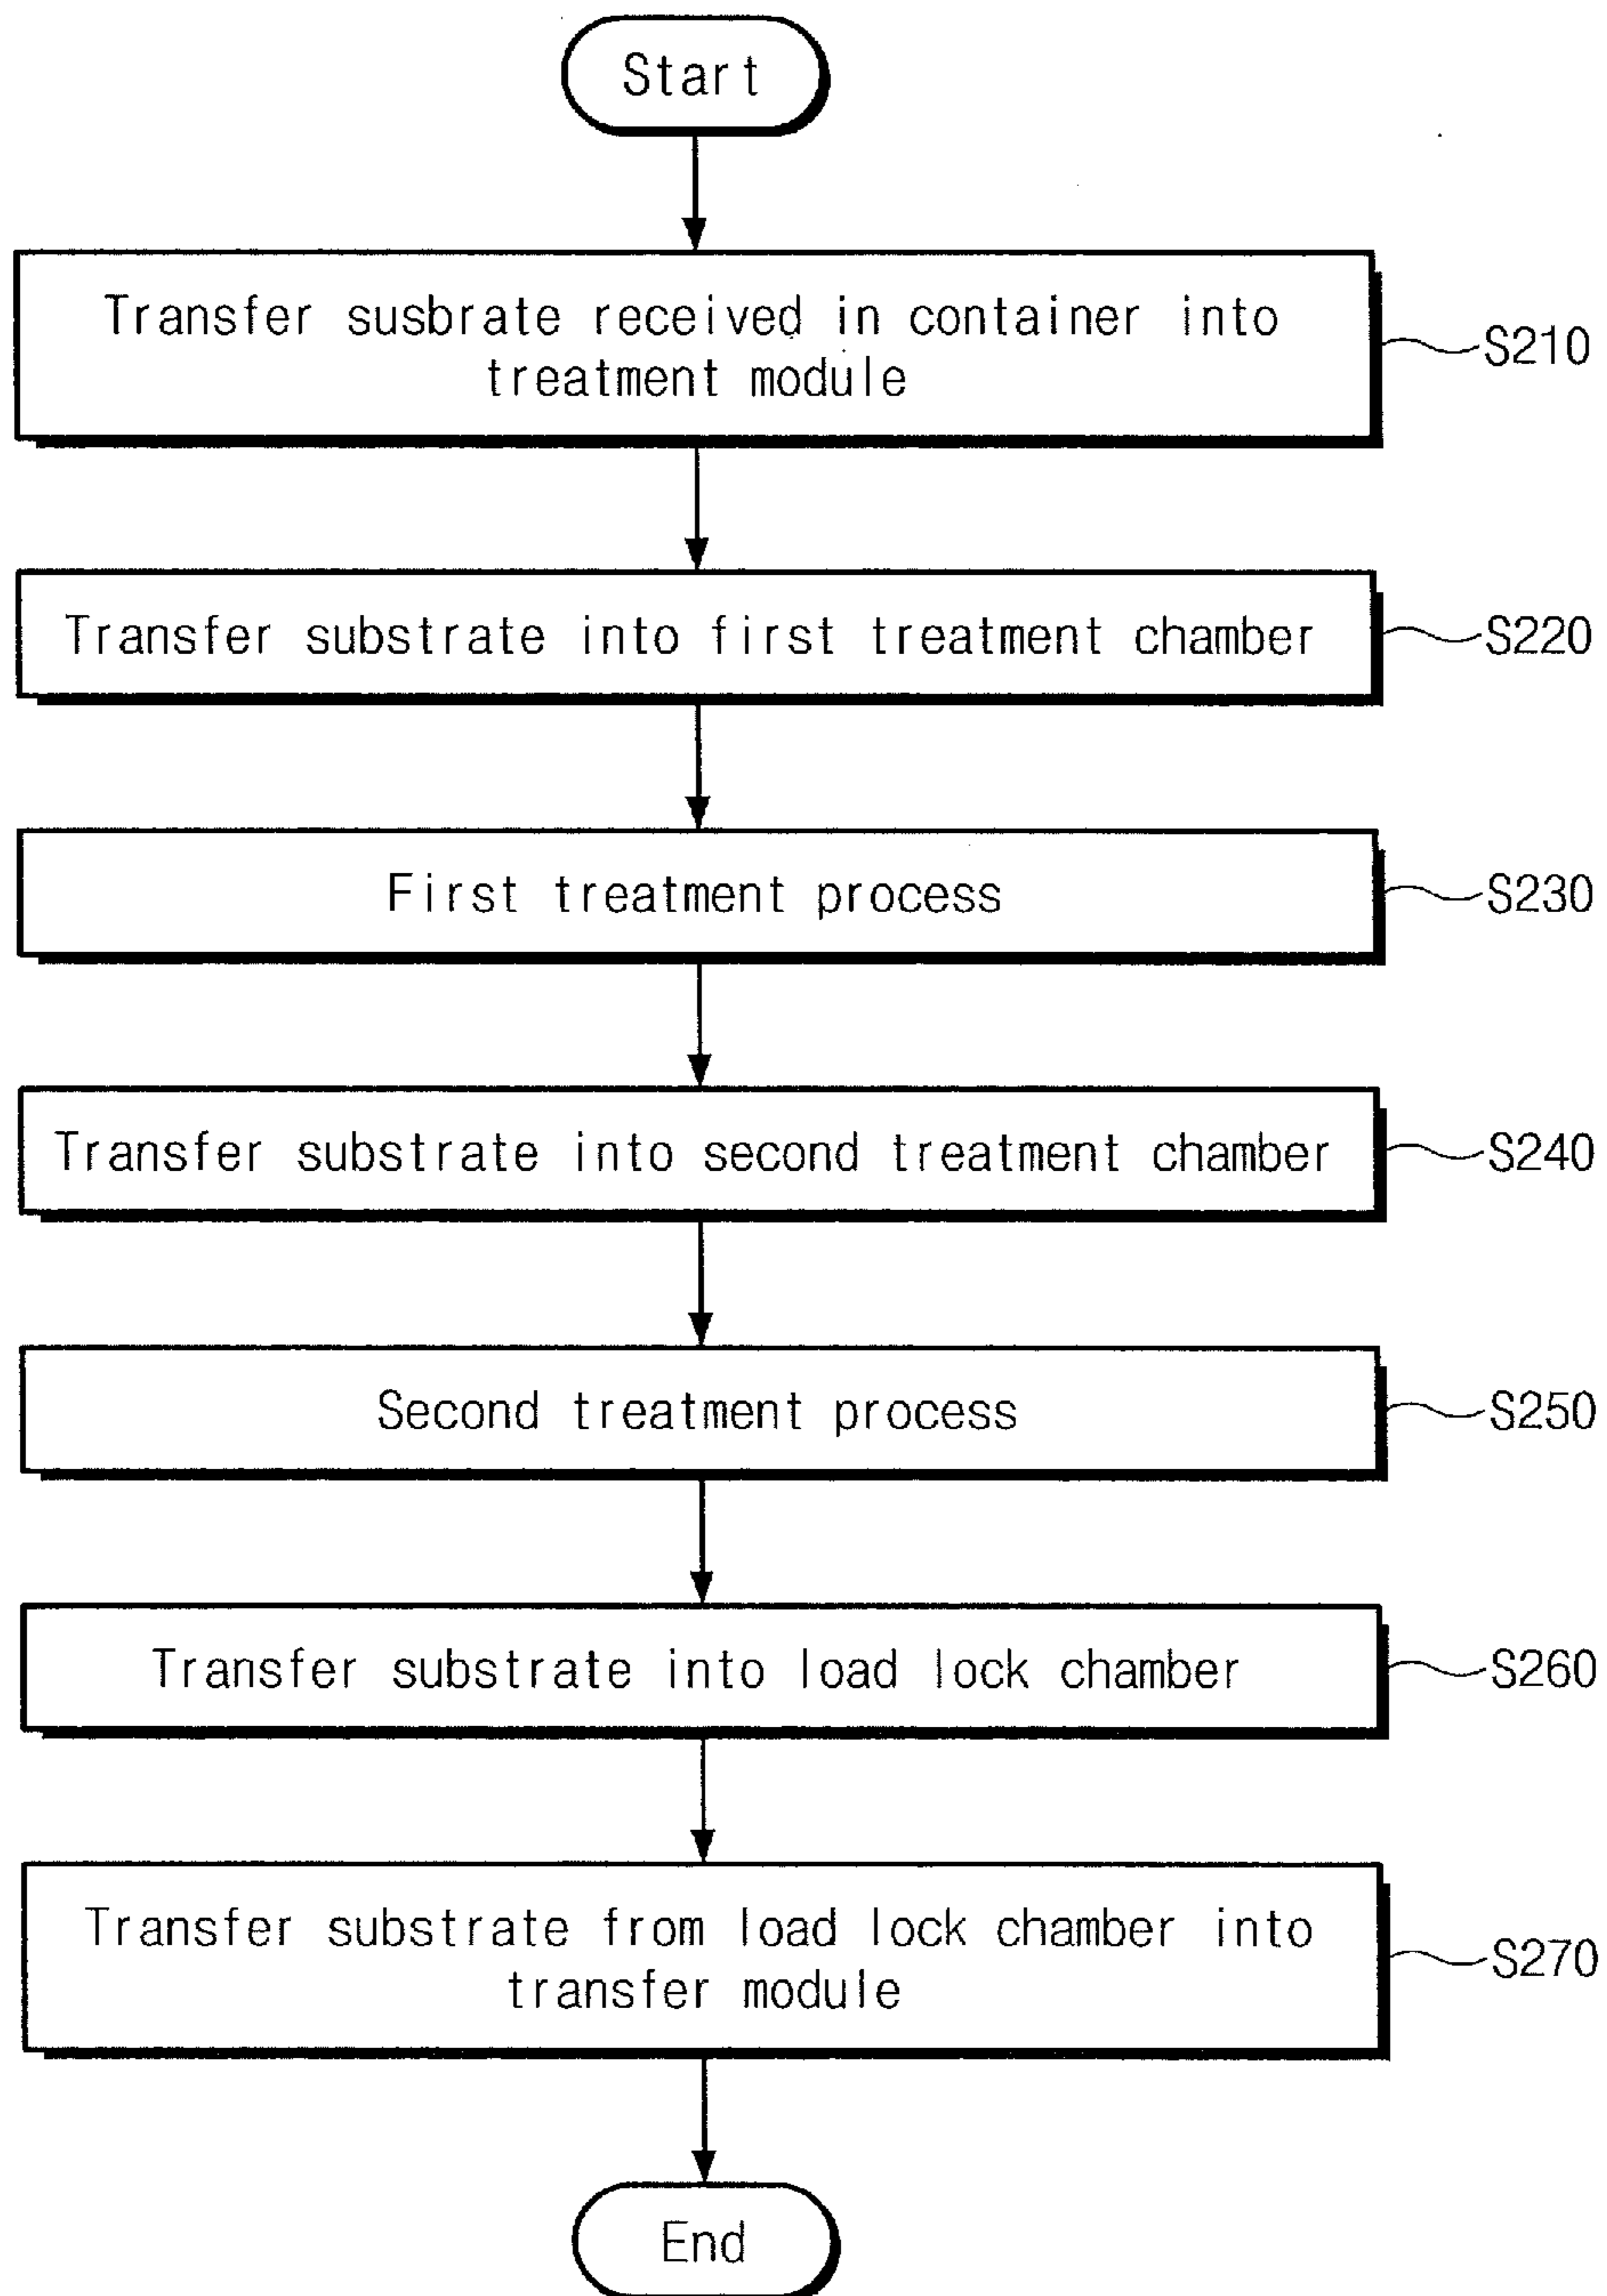 Start
Transfer susbrate received in container into
treatment module
S210
Transfer substrate into first treatment chamber
S220
First treatment process
S230
Transfer substrate into second treatment chamber
S240
Second treatment process
S250
Transfer substrate into load lock chamber
S260
Transfer substrate from load lock chamber into
transfer module
S270
End